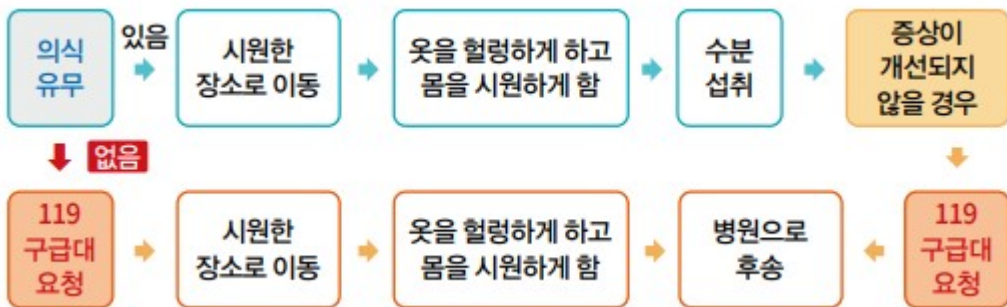 의식
유무
있음
시원한
장소로 이동
옷을 헐렁하게 하고
몸을 시원하게 함
수분
섭취
증상이
개선되지
않을 경우
없음
119
구급대
요청
시원한
장소로 이동
옷을 헐렁하게 하고
몸을 시원하게 함
병원으로
후송
119
구급대
요청